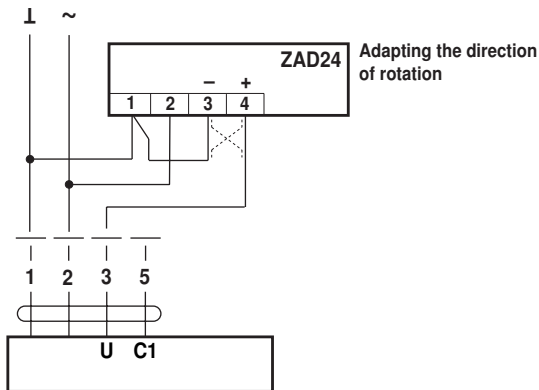 ⊥ ~
ZAD24
Adapting the direction
of rotation
– +
1 2 3 4
1 2 3 5
U C1